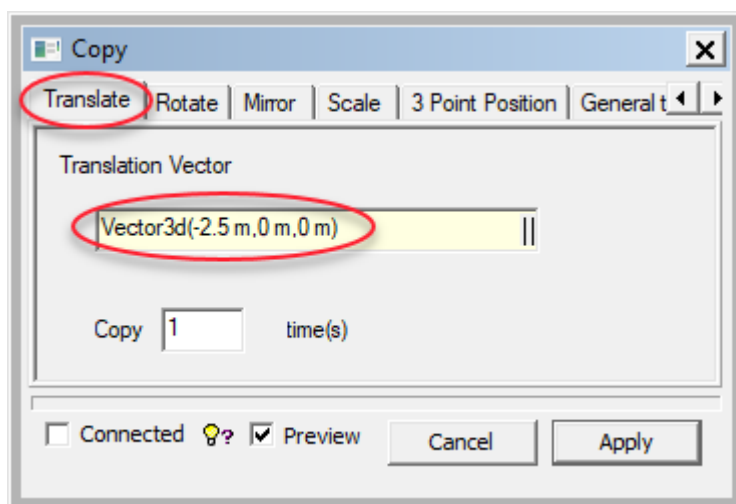 Copy
Translate Rotate Mirror Scale 3 Point Position General t
Translation Vector
Vector3d(-2.5 m,0 m,0 m)
Copy 1 time(s)
Connected ? Preview Cancel Apply